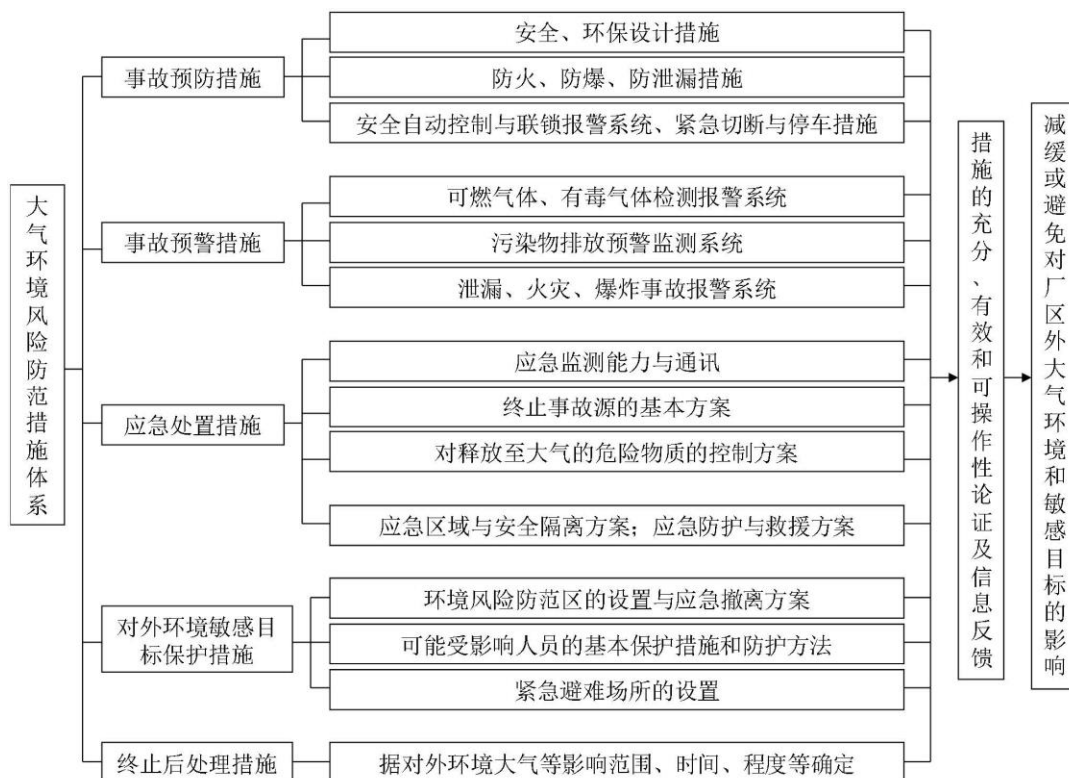 大气环境风险防范措施体系
事故预防措施
安全、环保设计措施
防火、防爆、防泄漏措施
安全自动控制与联锁报警系统、紧急切断与停车措施
事故预警措施
可燃气体、有毒气体检测报警系统
污染物排放预警监测系统
泄漏、火灾、爆炸事故报警系统
应急处置措施
应急监测能力与通讯
终止事故源的基本方案
对释放至大气的危险物质的控制方案
应急区域与安全隔离方案；应急防护与救援方案
对外环境敏感目
标保护措施
环境风险防范区的设置与应急撤离方案
可能受影响人员的基本保护措施和防护方法
紧急避难场所的设置
终止后处理措施
据对外环境大气等影响范围、时间、程度等确定
措施的充分、有效和可操作性论证及信息反馈
减缓或避免对厂区外大气环境和敏感目标的影响